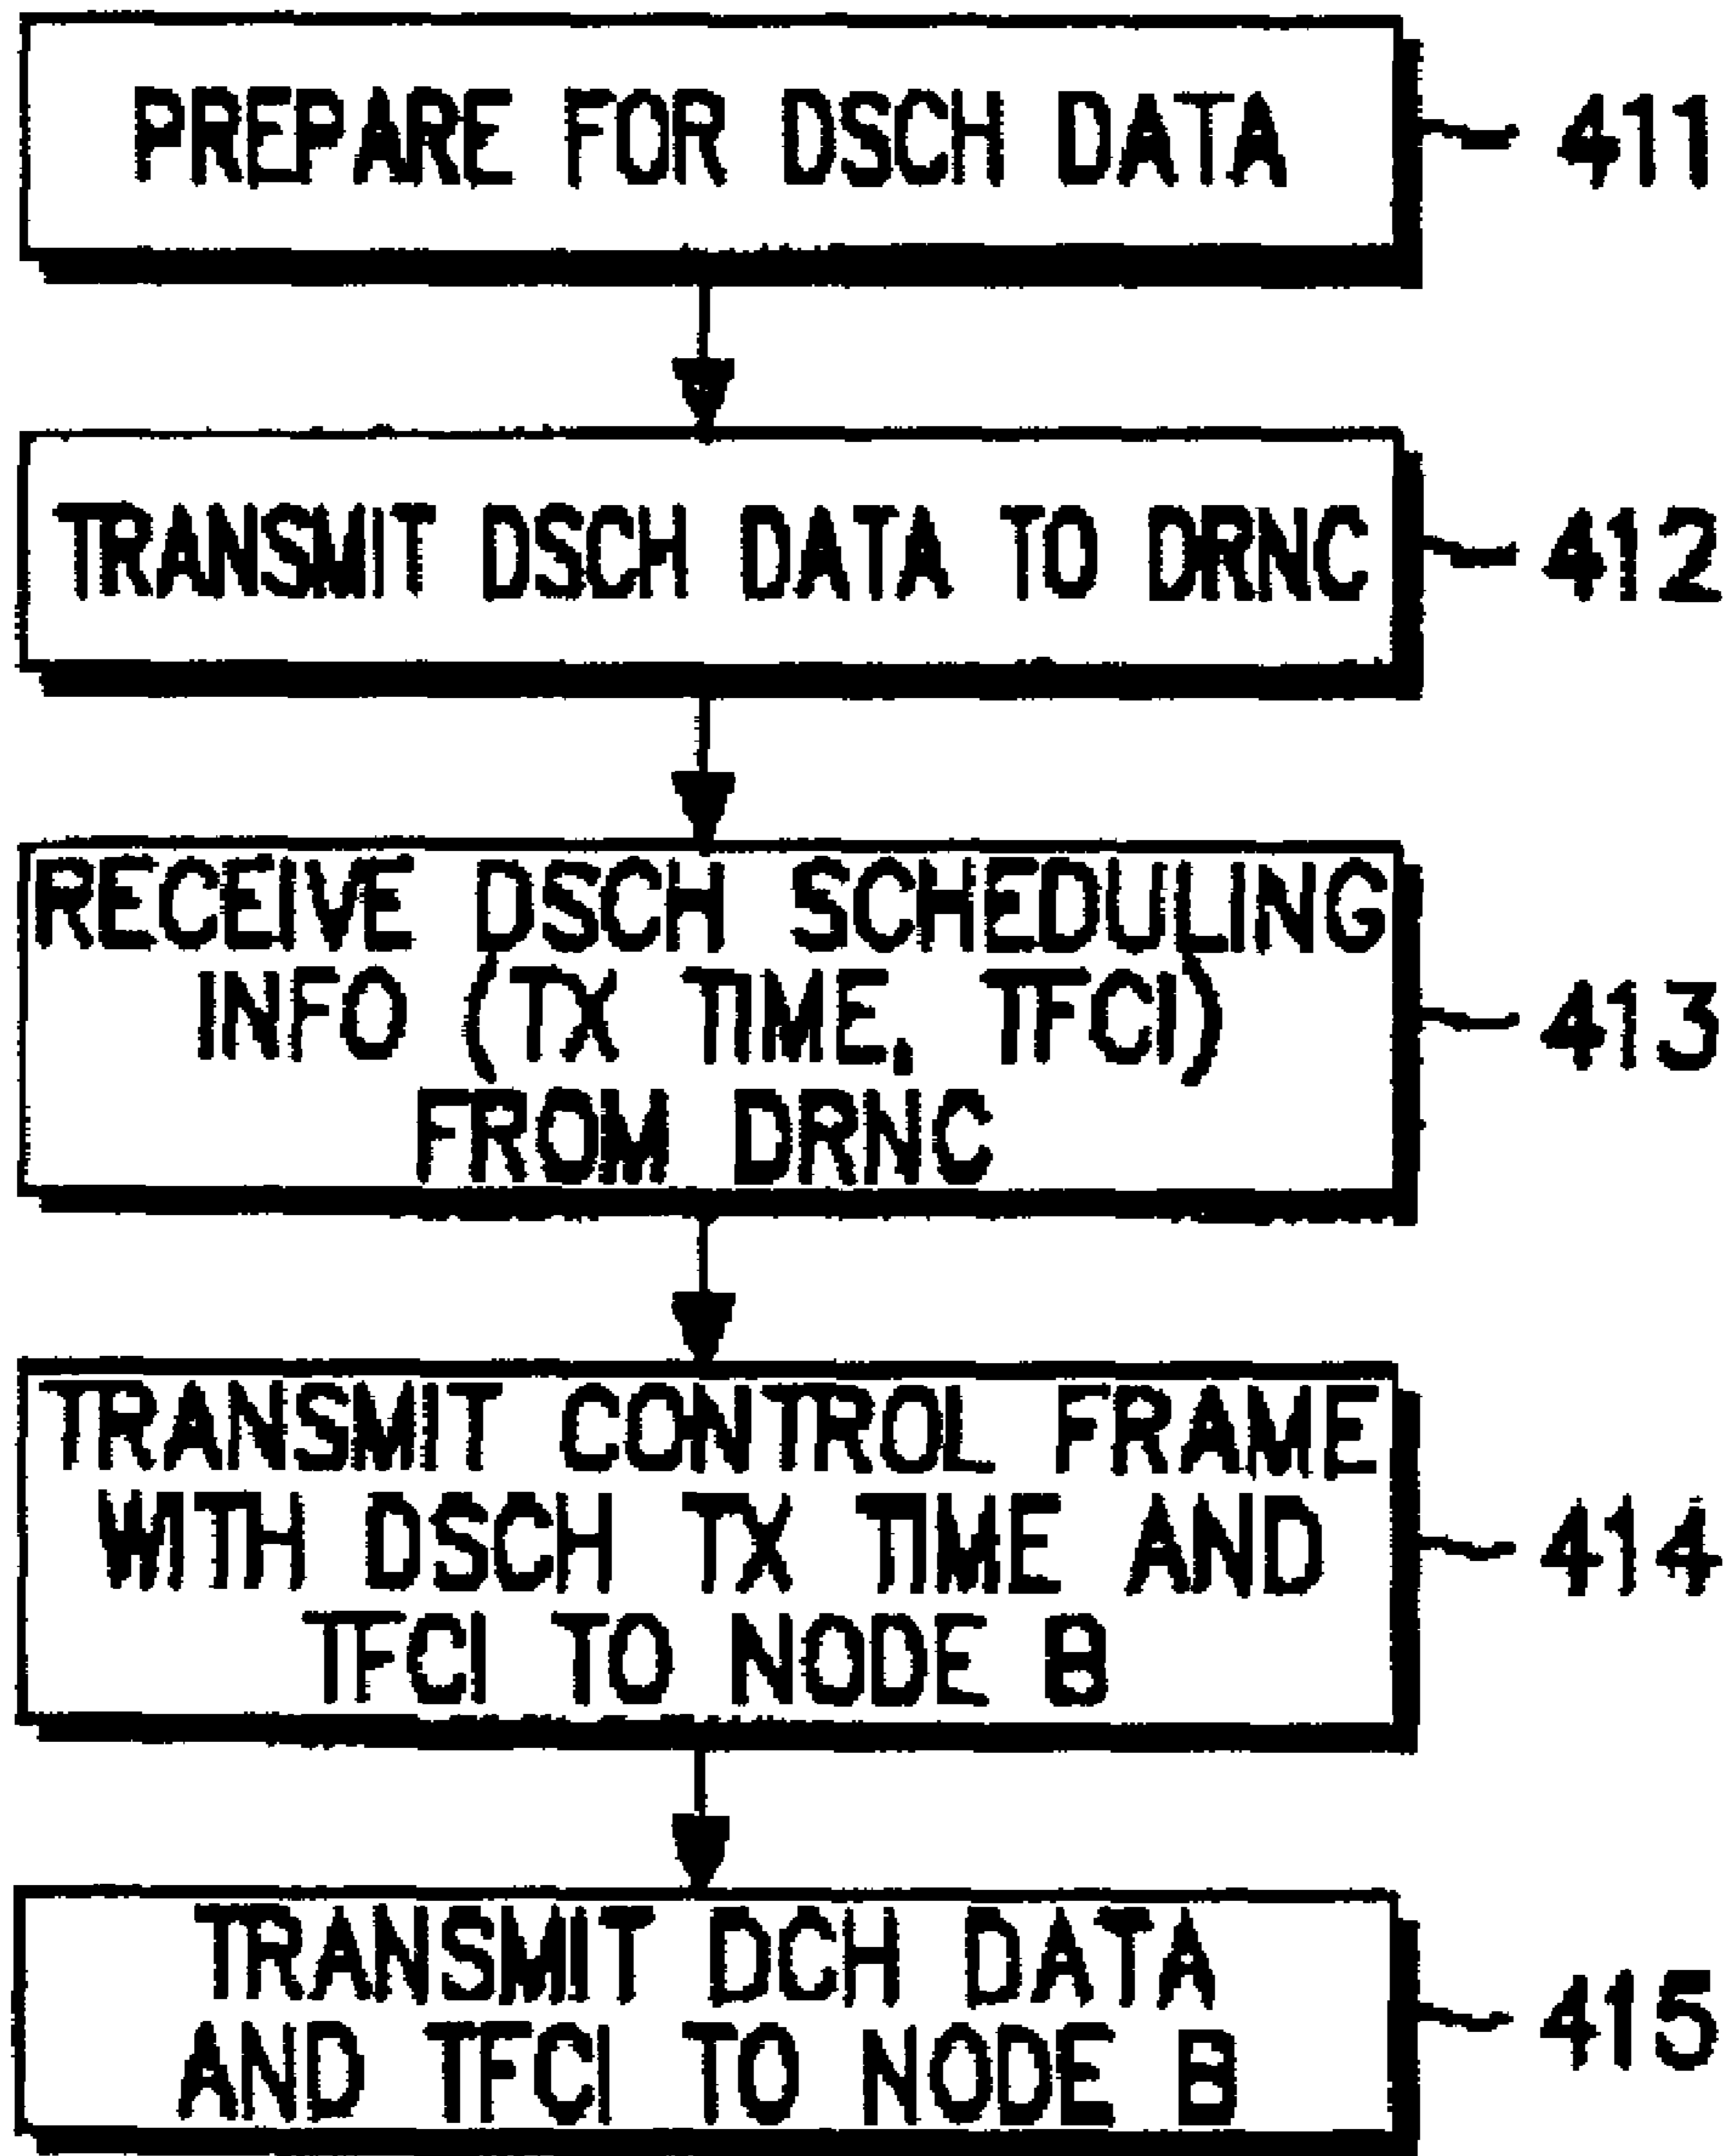 PREPARE FOR DSCH DATA
411
TRANSMIT DSCH DATA TO DRNC
412
RECEIVE DSCH SCHEDULING
INFO (TX TIME, TFCI)
FROM DRNC
413
TRANSMIT CONTROL FRAME
WITH DSCH TX TIME AND
TFCI TO NODE B
414
TRANSMIT DCH DATA
AND TFCI TO NODE B
415